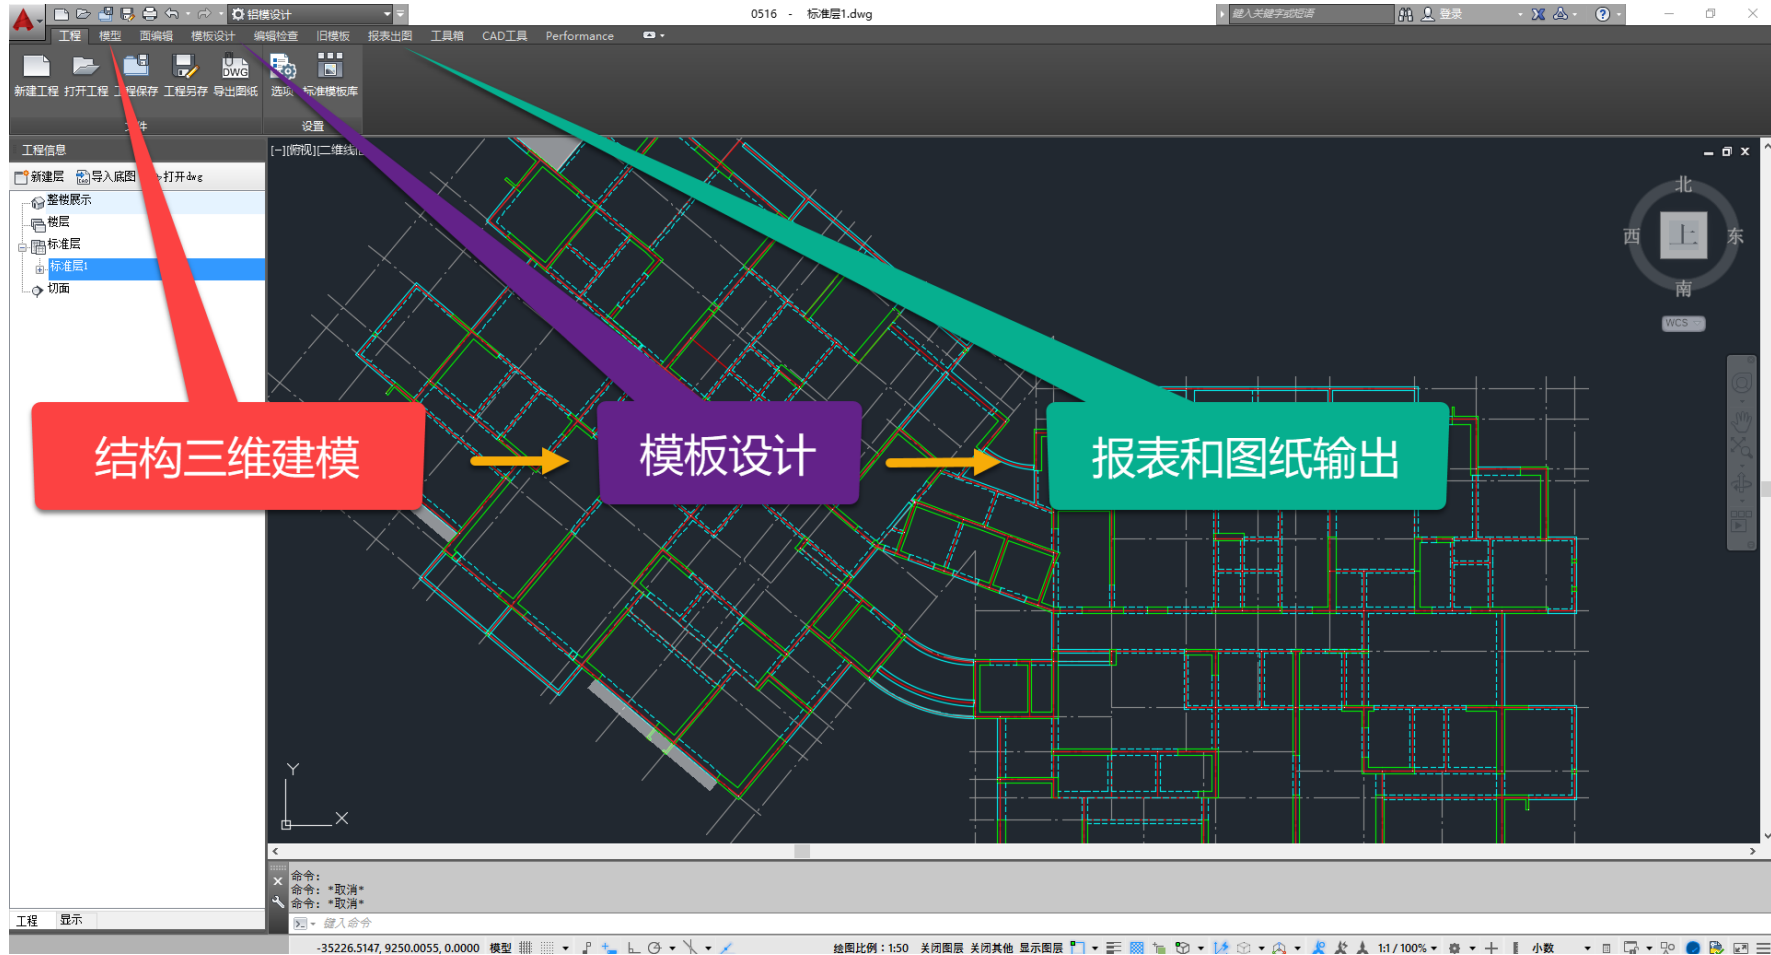 铝模设计
0516 - 标准层1.dwg
键入关键字或短语
登录
工程 模型 面编辑 模板设计 编辑检查 旧模板 报表出图 工具箱 CAD工具 Performance
DWG
新建工程 打开工程 工程保存 工程另存 导出图纸 选项 标准模板库
设置
工程信息
[-][俯视][二维线
新建层 导入底图 打开dwg
整楼展示
楼层
标准层
标准层1
切面
北
西 上 东
南
WCS
结构三维建模
模板设计
报表和图纸输出
Y
X
命令:
命令: *取消*
命令: *取消*
键入命令
工程 显示
-35226.5147, 9250.0055, 0.0000 模型
绘图比例:1:50 关闭图层 关闭其他 显示图层
1:1 / 100%
小数